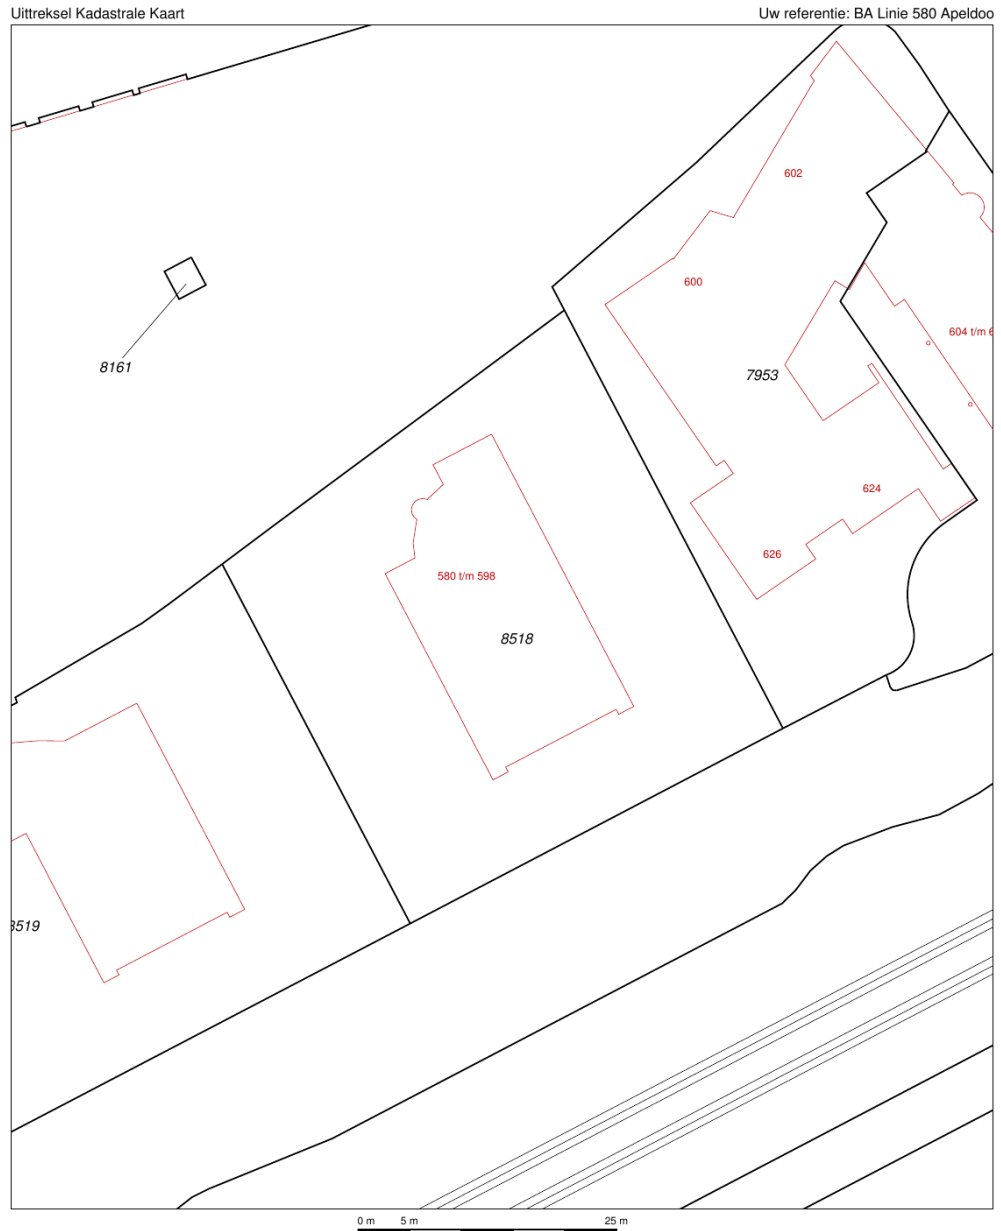 Uittreksel Kadastrale Kaart
Uw referentie: BA Linie 580 Apeldoo
602
600
604 t/m 6
8161
7953
624
626
580 t/m 598
8518
8519
0 m 5 m 25 m